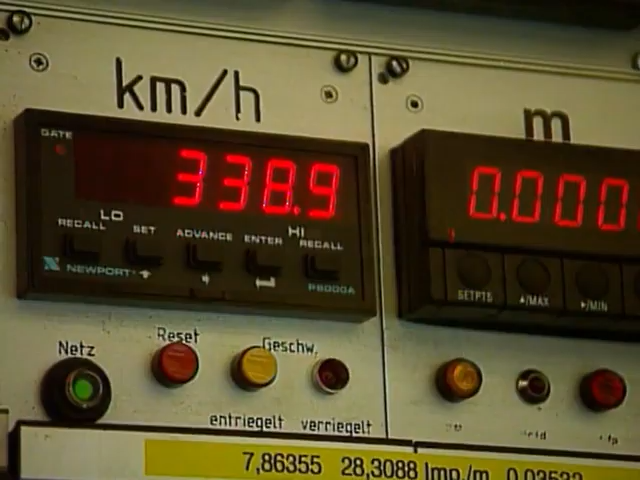 km/h
m
GATE
338.9
0.000
LO
HI
RECALL SET ADVANCE ENTER RECALL
NEWPORT
P6000A
SETPTS ▲/MAX ▶/MIN
Netz
Reset
Geschw.
entriegelt verriegelt
7,86355 28,3088 Imp./m